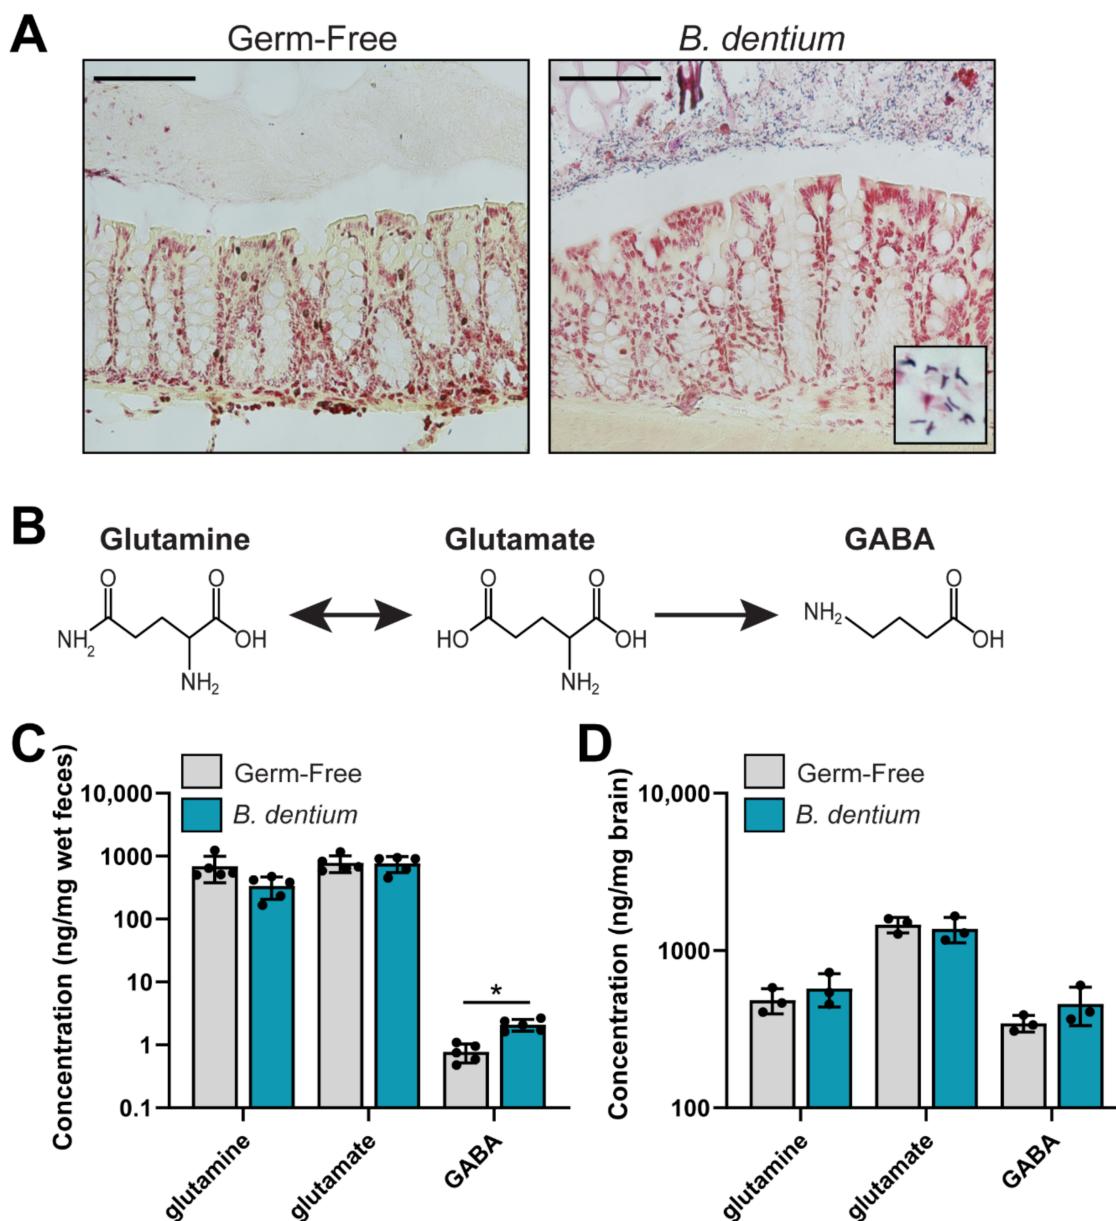 A
Germ-Free
B. dentium
B
Glutamine
Glutamate
GABA
O
O
NH2
OH
NH2
O
O
HO
OH
NH2
NH2
O
OH
C
Concentration (ng/mg wet feces)
Germ-Free
B. dentium
10,000
1000
100
10
1
0.1
*
glutamine
glutamate
GABA
D
Concentration (ng/mg brain)
Germ-Free
B. dentium
10,000
1000
100
glutamine
glutamate
GABA